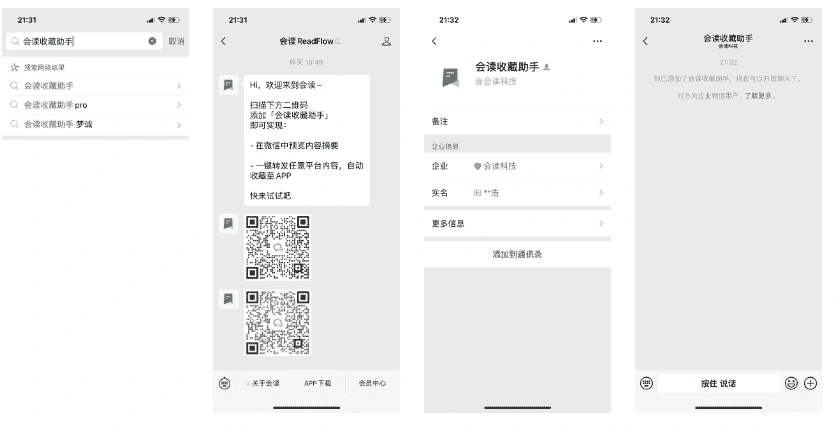 21:31
会读收藏助手
取消
搜索网络结果
会读收藏助手
会读收藏助手 pro
会读收藏助手 梦诚
21:31
会读 ReadFlow
昨天 10:49
Hi，欢迎来到会读～
扫描下方二维码
添加「会读收藏助手」
即可实现：
- 在微信中预览内容摘要
- 一键转发任意平台内容，自动
收藏至APP
快来试试吧
关于会读
APP下载
会员中心
21:32
会读收藏助手
@会读科技
备注
企业信息
企业
会读科技
实名
**浩
更多信息
添加到通讯录
21:32
会读收藏助手
会读科技
21:32
你已添加了会读收藏助手，现在可以开始聊天了。
对方为企业微信用户，了解更多。
按住 说话